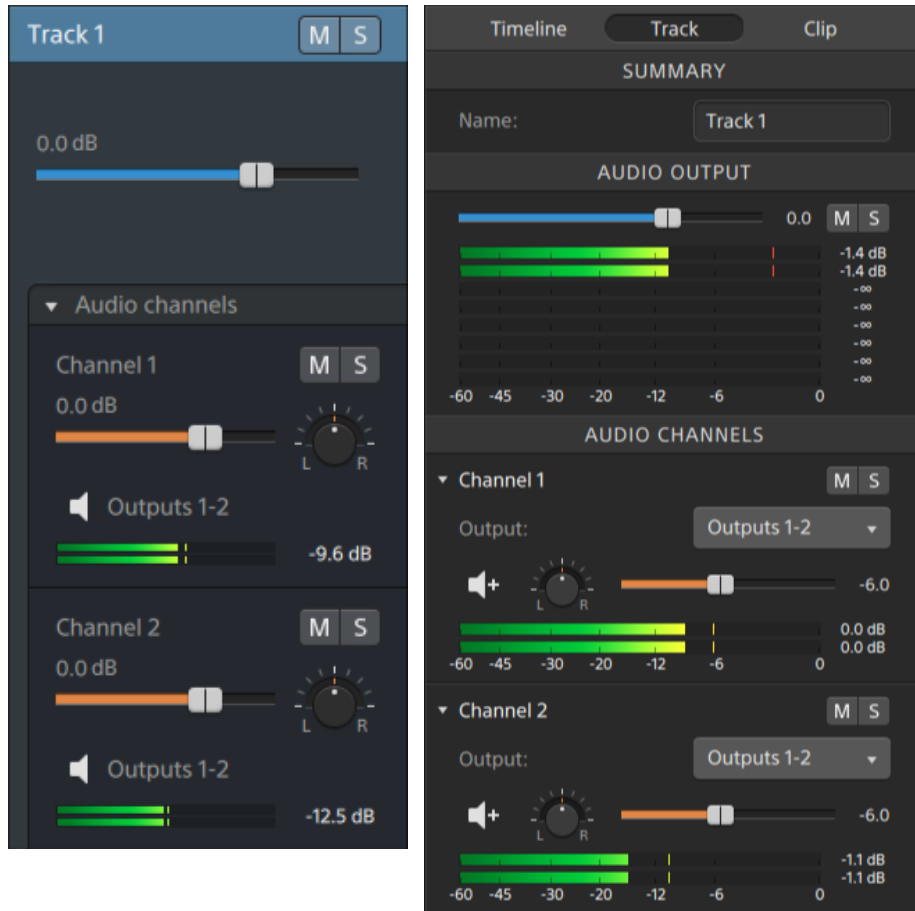 Track 1 M S
0.0 dB
Audio channels
Channel 1 M S
0.0 dB
L R
Outputs 1-2
-9.6 dB
Channel 2 M S
0.0 dB
L R
Outputs 1-2
-12.5 dB
Timeline Track Clip
SUMMARY
Name: Track 1
AUDIO OUTPUT
0.0 M S
-1.4 dB
-1.4 dB
-∞
-∞
-∞
-∞
-∞
-∞
-60 -45 -30 -20 -12 -6 0
AUDIO CHANNELS
Channel 1 M S
Output: Outputs 1-2
+ L R -6.0
0.0 dB
0.0 dB
-60 -45 -30 -20 -12 -6 0
Channel 2 M S
Output: Outputs 1-2
+ L R -6.0
-1.1 dB
-1.1 dB
-60 -45 -30 -20 -12 -6 0